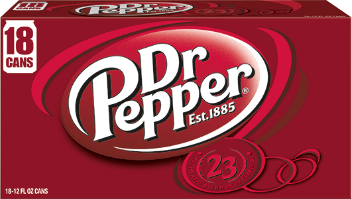 18
CANS
Dr
Pepper®
Est.1885
23
18-12 FL OZ CANS